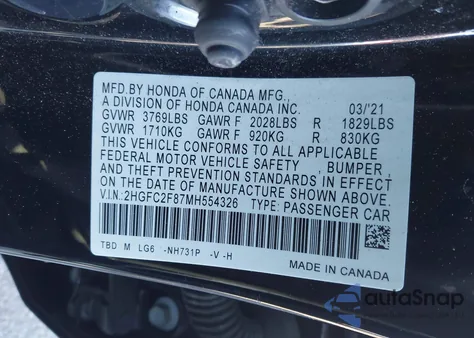 MFD.BY HONDA OF CANADA MFG.,
A DIVISION OF HONDA CANADA INC. 03/'21
GVWR 3769LBS GAWR F 2028LBS R 1829LBS
GVWR 1710KG GAWR F 920KG R 830KG
THIS VEHICLE CONFORMS TO ALL APPLICABLE
FEDERAL MOTOR VEHICLE SAFETY , BUMPER ,
AND THEFT PREVENTION STANDARDS IN EFFECT
ON THE DATE OF MANUFACTURE SHOWN ABOVE.
V.I.N.: 2HGFC2F87MH554326 TYPE: PASSENGER CAR
TBD M LG6 -NH731P -V -H
MADE IN CANADA
autaSnap